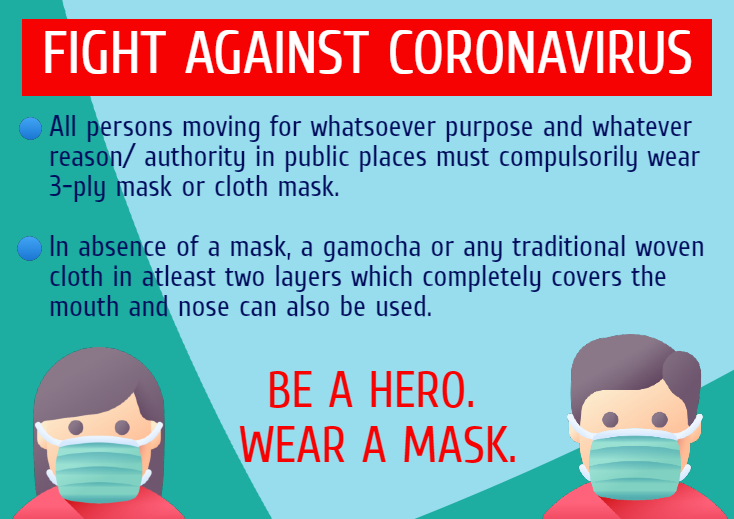 FIGHT AGAINST CORONAVIRUS
All persons moving for whatsoever purpose and whatever
reason/ authority in public places must compulsorily wear
3-ply mask or cloth mask.
In absence of a mask, a gamocha or any traditional woven
cloth in atleast two layers which completely covers the
mouth and nose can also be used.
BE A HERO.
WEAR A MASK.